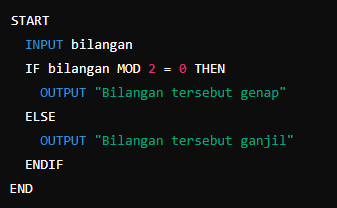 START
INPUT bilangan
IF bilangan MOD 2 = 0 THEN
OUTPUT "Bilangan tersebut genap"
ELSE
OUTPUT "Bilangan tersebut ganjil"
ENDIF
END